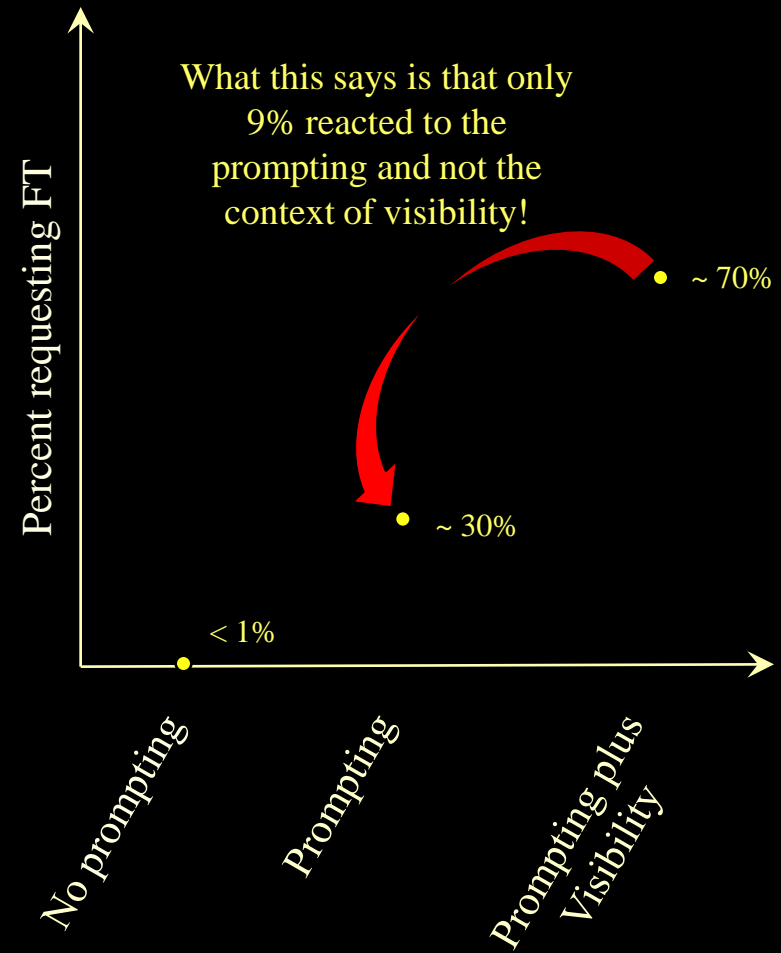 What this says is that only
9% reacted to the
prompting and not the
context of visibility!
Percent requesting FT
~ 70%
~ 30%
< 1%
No prompting
Prompting
Prompting plus
Visibility